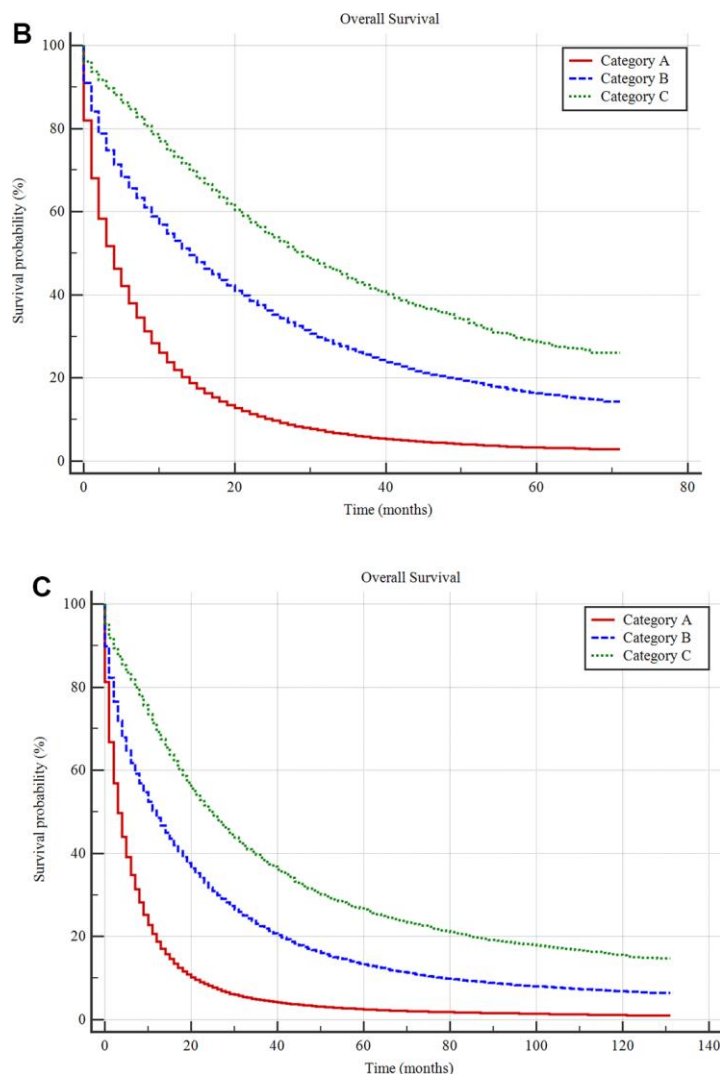 B
Overall Survival
100
80
60
40
20
0
Survival probability (%)
Category A
Category B
Category C
0 20 40 60 80
Time (months)
C
Overall Survival
100
80
60
40
20
0
Survival probability (%)
Category A
Category B
Category C
0 20 40 60 80 100 120 140
Time (months)